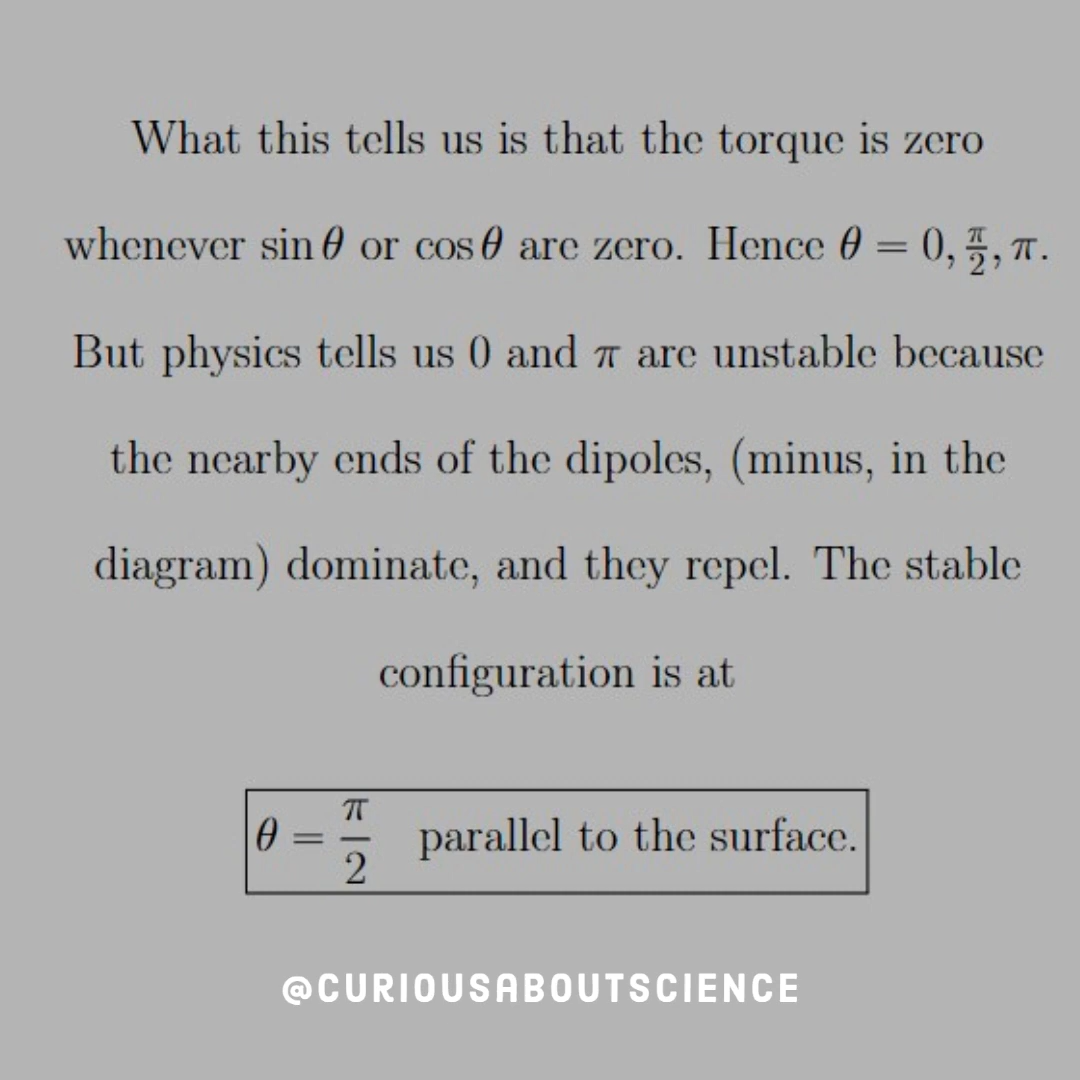 What this tells us is that the torque is zero
whenever sin θ or cos θ are zero. Hence θ = 0, π/2, π.
But physics tells us 0 and π are unstable because
the nearby ends of the dipoles, (minus, in the
diagram) dominate, and they repel. The stable
configuration is at
θ = π/2 parallel to the surface.
@CURIOUSABOUTSCIENCE